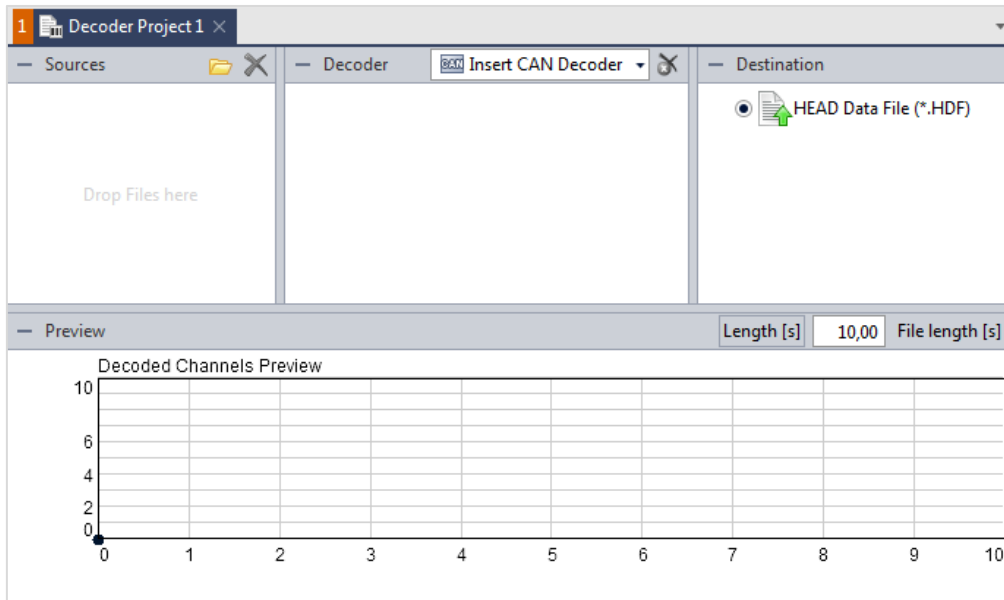 1 Decoder Project 1
Sources
Decoder
CAN Insert CAN Decoder
Destination
Drop Files here
HEAD Data File (*.HDF)
Preview
Length [s] 10,00 File length [s]
Decoded Channels Preview
10
6
4
2
0
0 1 2 3 4 5 6 7 8 9 10